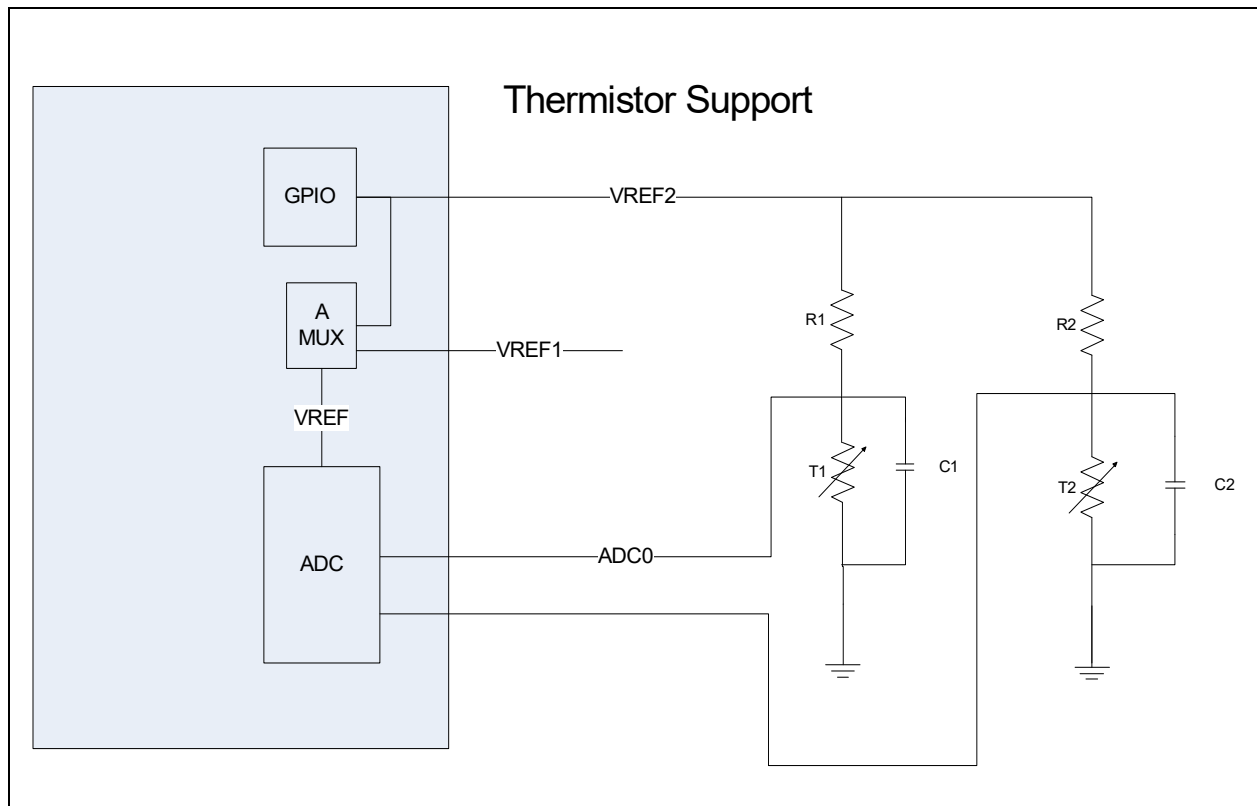 Thermistor Support
GPIO
VREF2
A
MUX
VREF1
R1
R2
VREF
T1
C1
T2
C2
ADC
ADC0